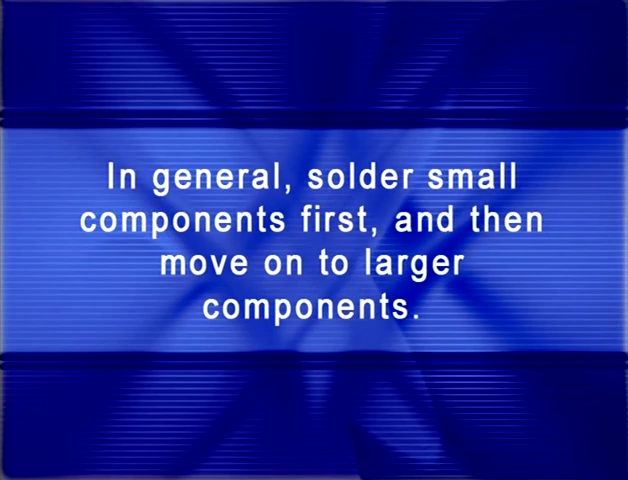 In general, solder small
components first, and then
move on to larger
components.